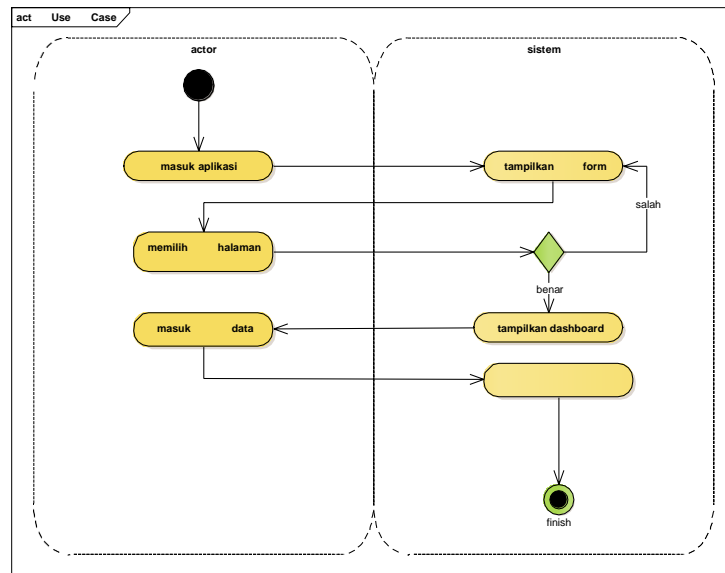 act Use Case
actor
sistem
masuk aplikasi
tampilkan form
salah
memilih halaman
benar
masuk data
tampilkan dashboard
finish